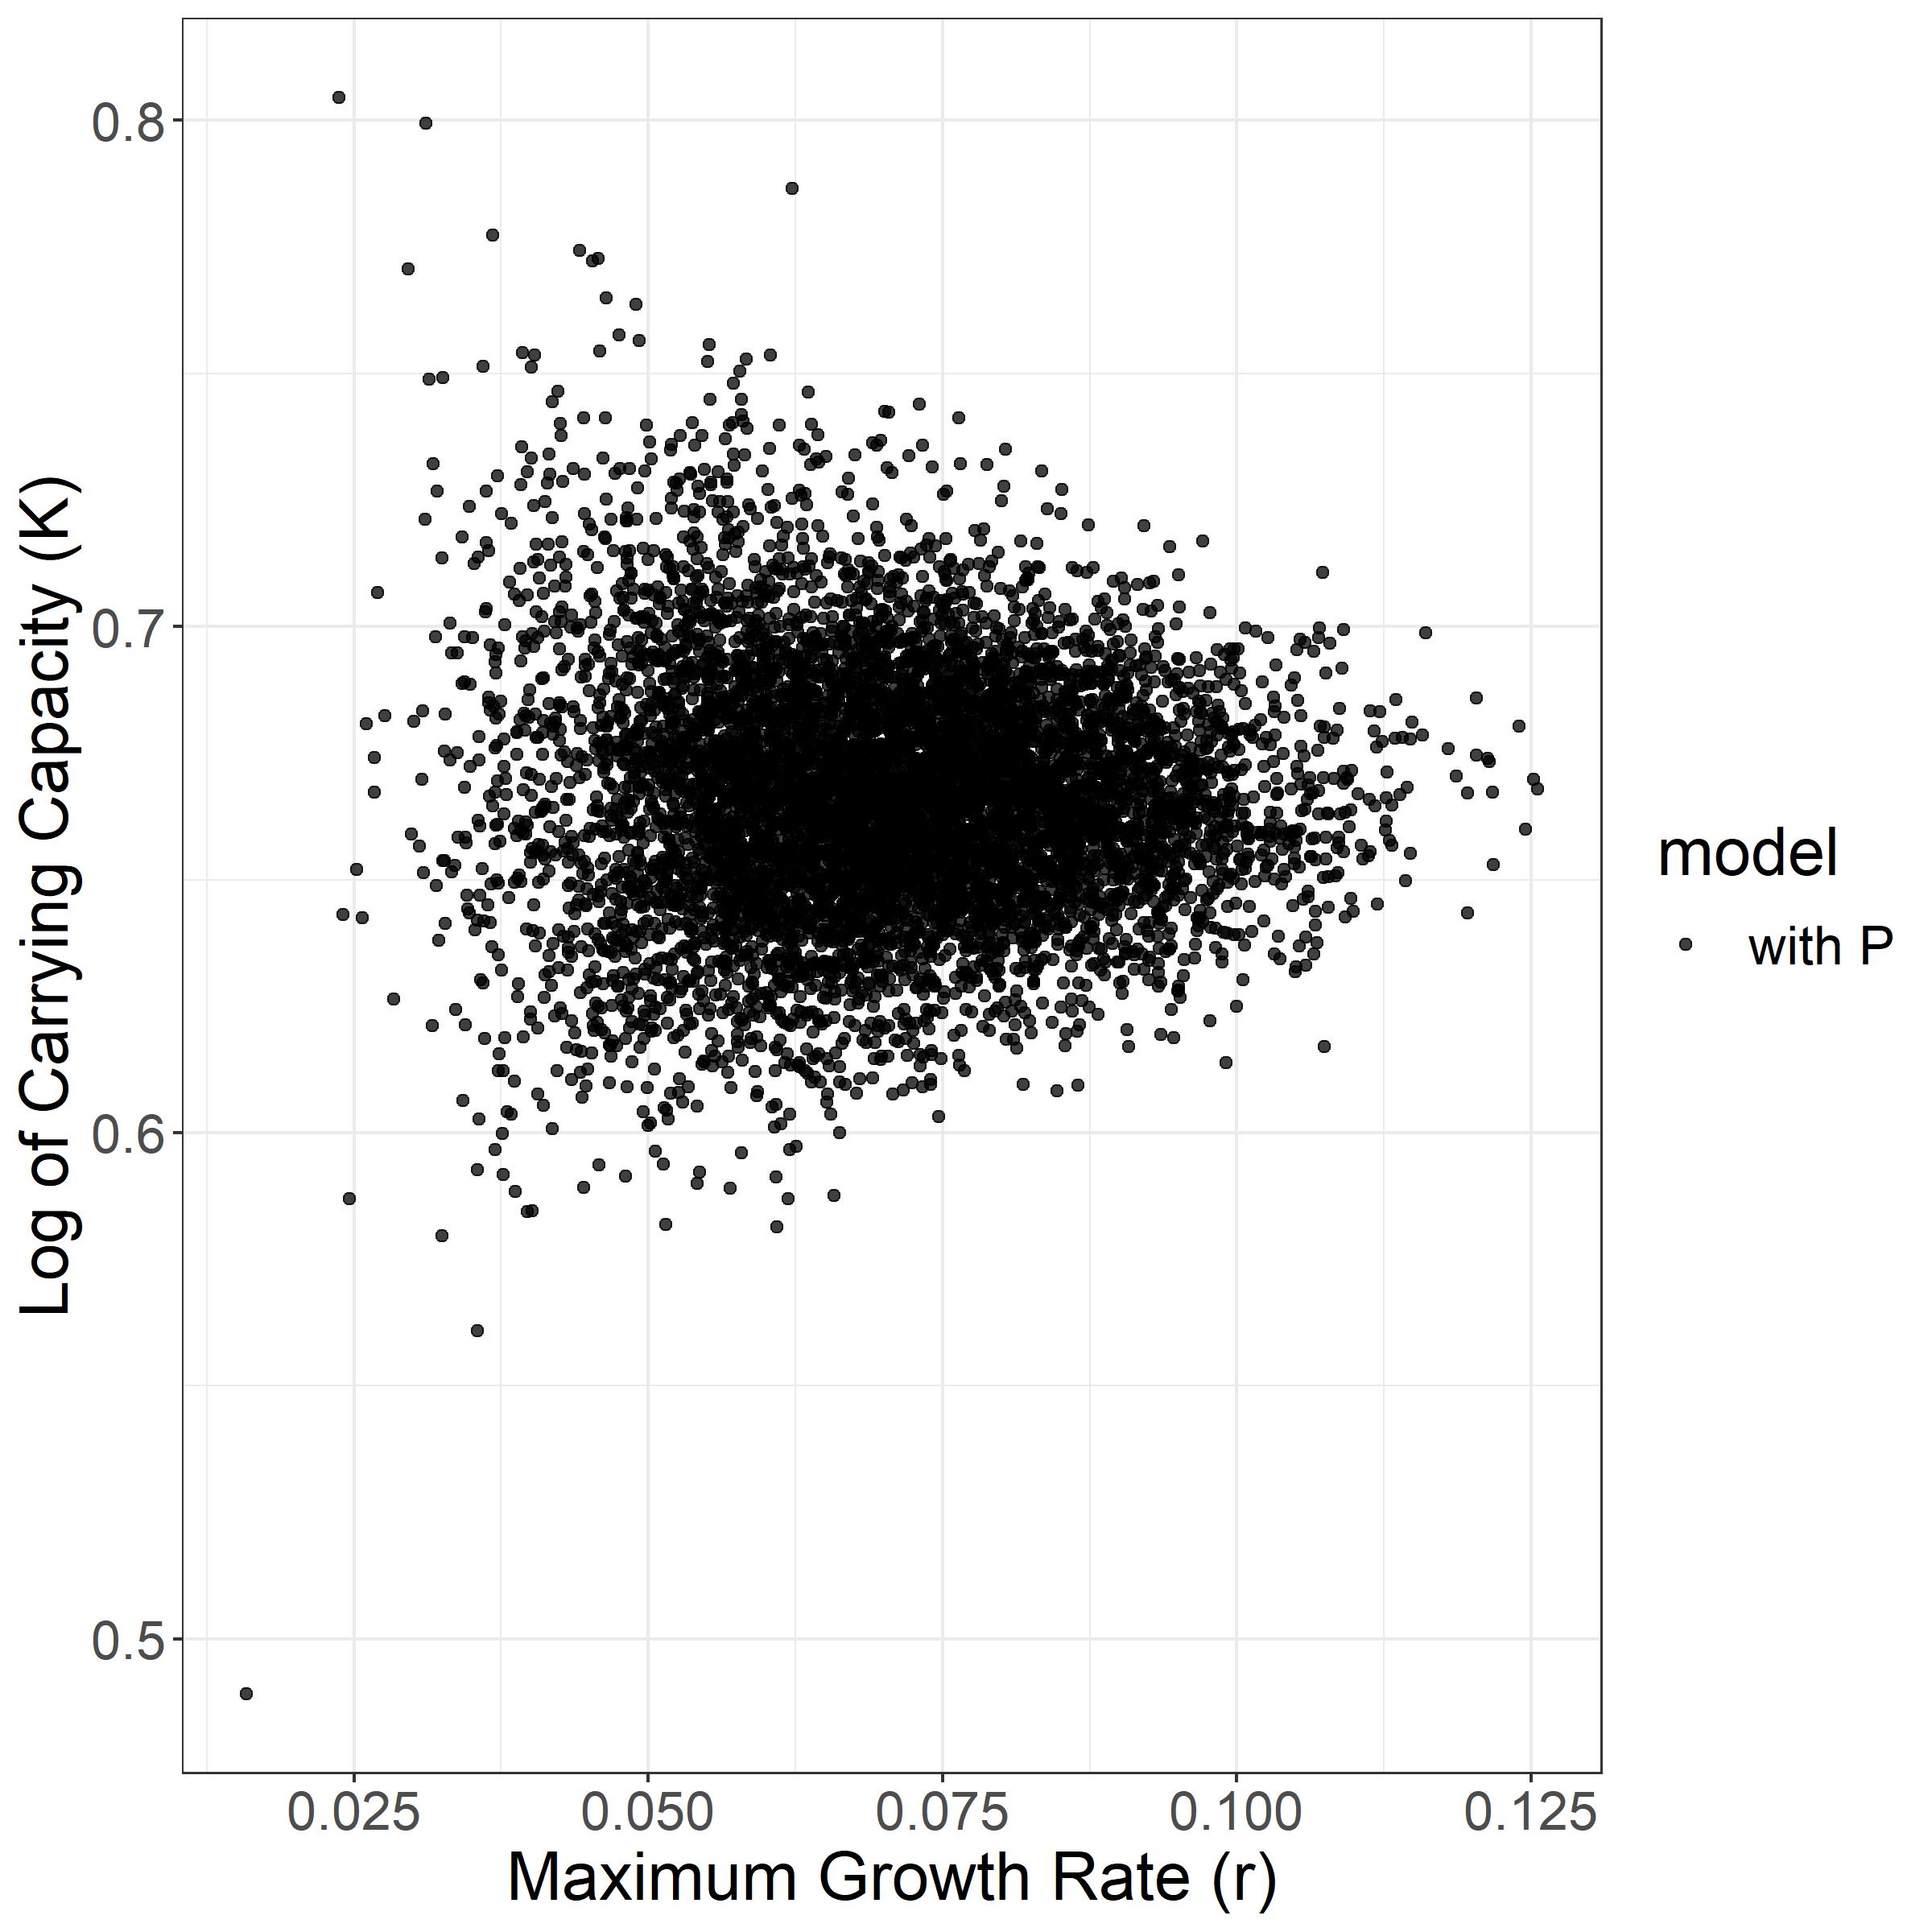 Log of Carrying Capacity (K)
0.8
0.7
0.6
0.5
0.025 0.050 0.075 0.100 0.125
Maximum Growth Rate (r)
model
with P